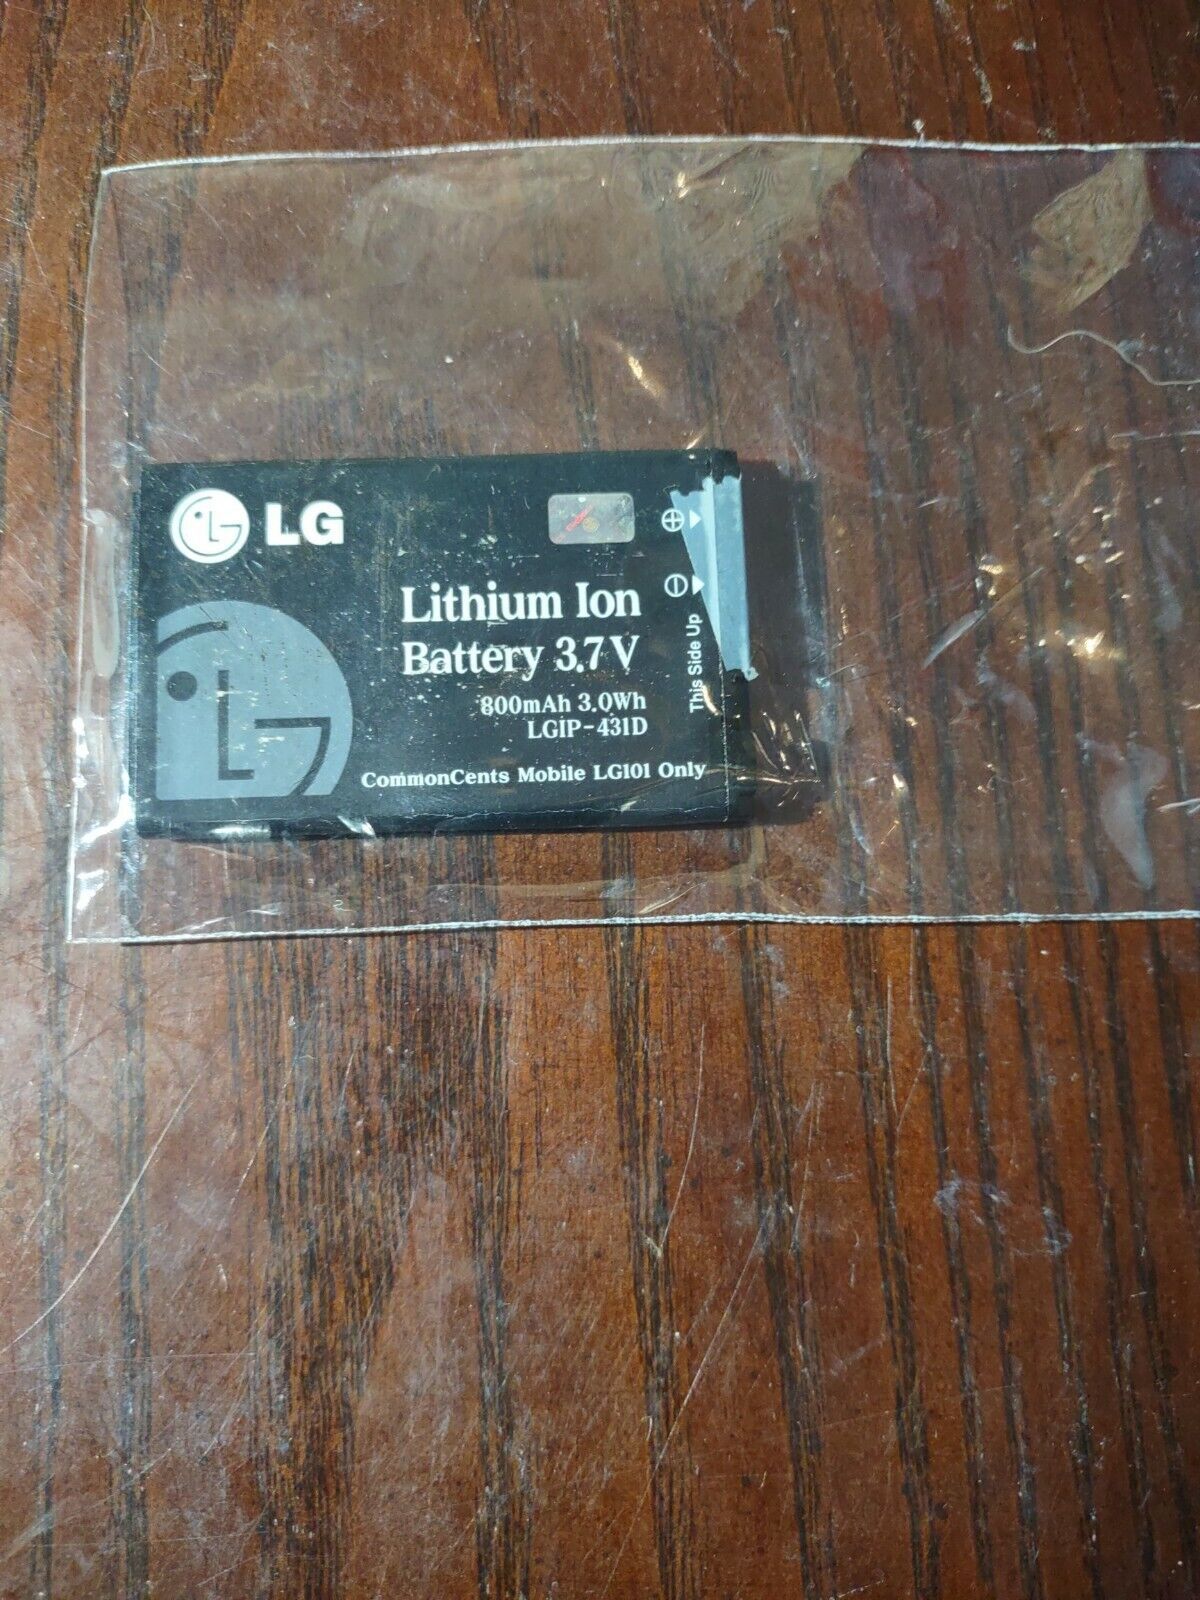 LG
Lithium Ion
Battery 3.7V
800mAh 3.0Wh
LGIP-431D
CommonCents Mobile LG101 Only
This Side Up